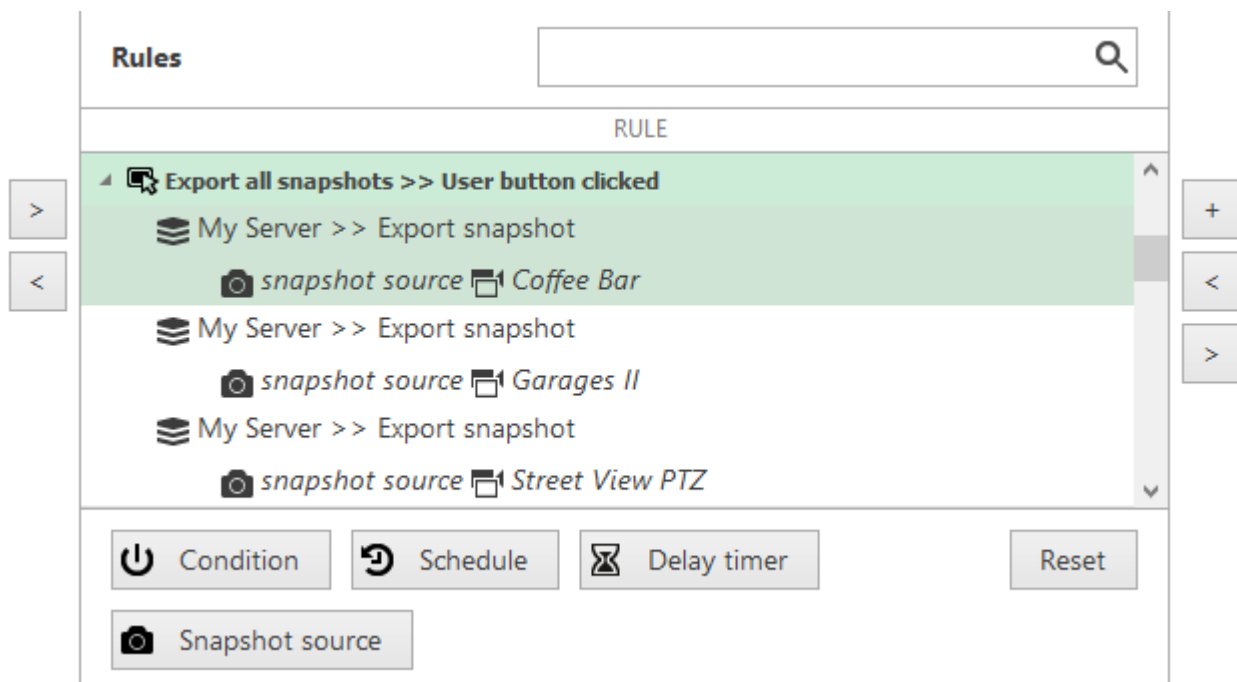 Rules
RULE
Export all snapshots >> User button clicked
>
+
My Server >> Export snapshot
<
snapshot source Coffee Bar
<
My Server >> Export snapshot
>
snapshot source Garages II
My Server >> Export snapshot
snapshot source Street View PTZ
Condition
Schedule
Delay timer
Reset
Snapshot source